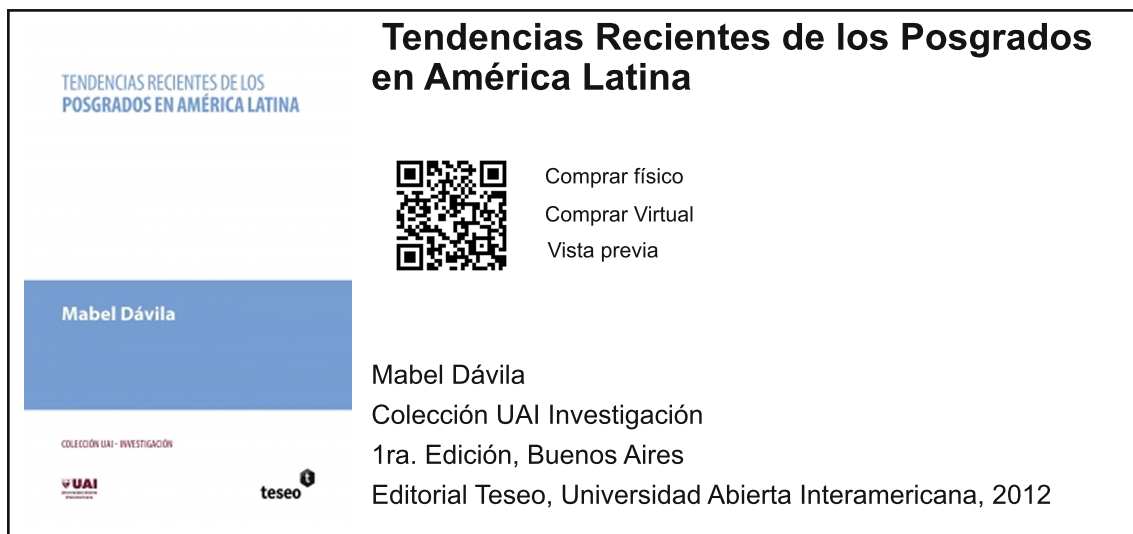 TENDENCIAS RECIENTES DE LOS
POSGRADOS EN AMÉRICA LATINA
Mabel Dávila
COLECCIÓN UAI - INVESTIGACIÓN
UAI
teseo
t
Tendencias Recientes de los Posgrados
en América Latina
Comprar físico
Comprar Virtual
Vista previa
Mabel Dávila
Colección UAI Investigación
1ra. Edición, Buenos Aires
Editorial Teseo, Universidad Abierta Interamericana, 2012